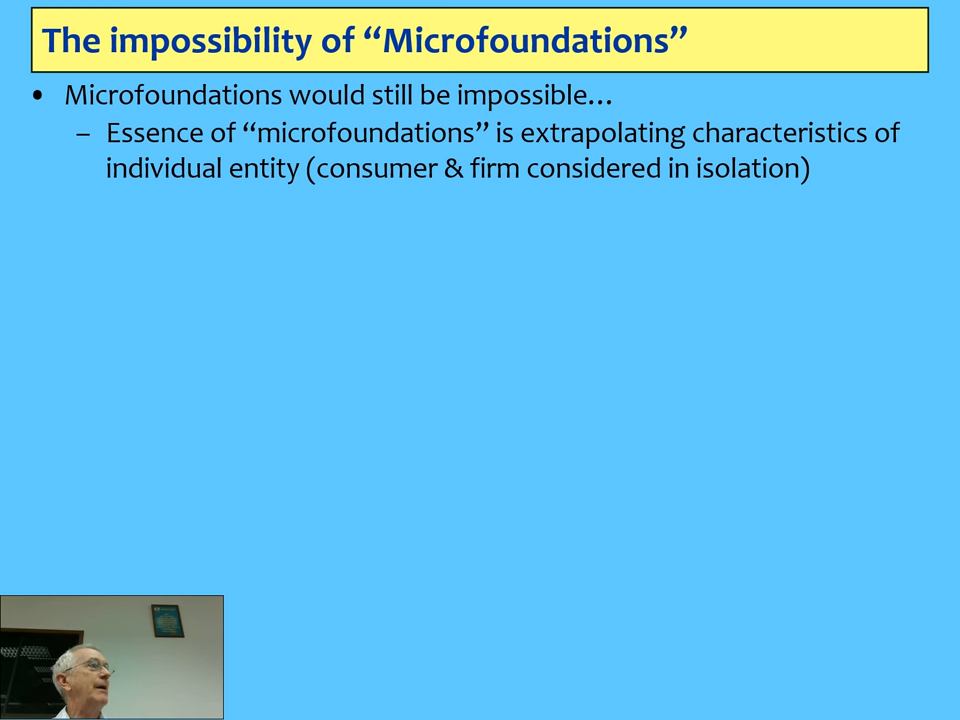 The impossibility of “Microfoundations”
• Microfoundations would still be impossible…
– Essence of “microfoundations” is extrapolating characteristics of
individual entity (consumer & firm considered in isolation)